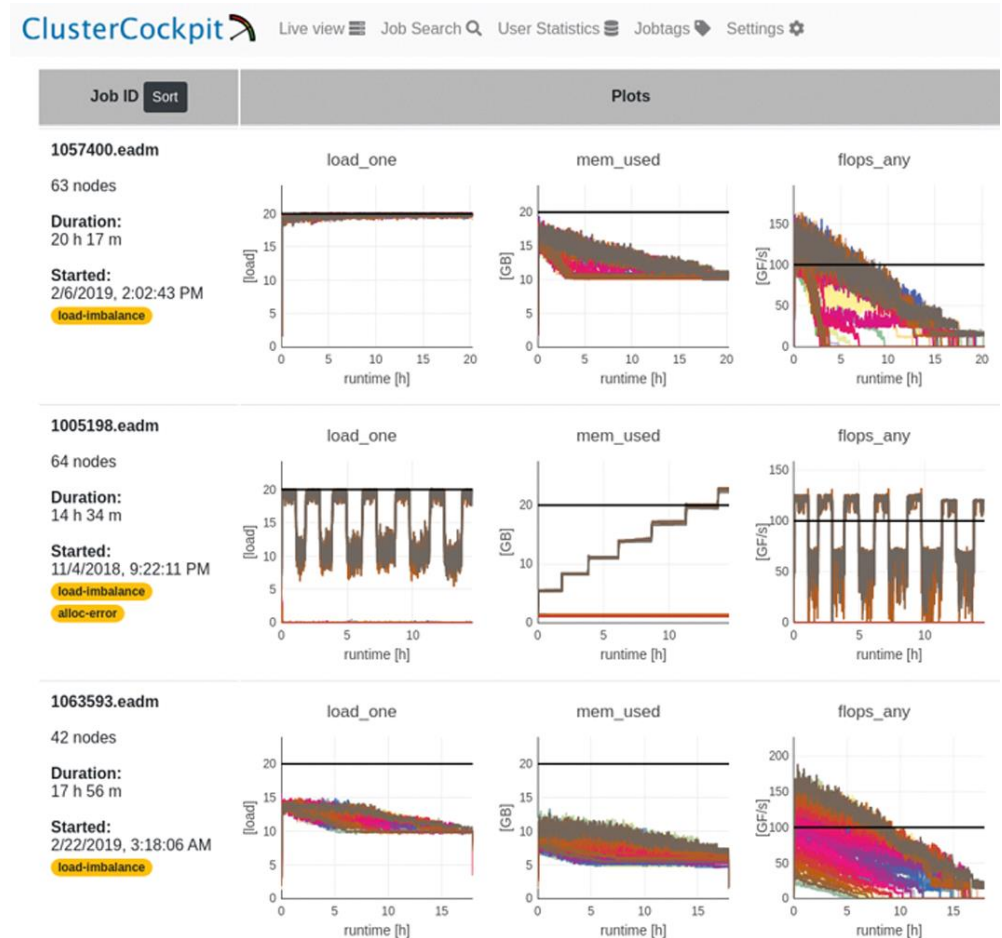 ClusterCockpit Live view Job Search User Statistics Jobtags Settings
Job ID Sort Plots
1057400.eadm
63 nodes
Duration:
20 h 17 m
Started:
2/6/2019, 2:02:43 PM
load-imbalance
load_one
20
15
10
5
0
[load]
0 5 10 15 20
runtime [h]
mem_used
20
15
10
5
0
[GB]
0 5 10 15 20
runtime [h]
flops_any
150
100
50
0
[GF/s]
0 5 10 15 20
runtime [h]
1005198.eadm
64 nodes
Duration:
14 h 34 m
Started:
11/4/2018, 9:22:11 PM
load-imbalance
alloc-error
load_one
20
15
10
5
0
[load]
0 5 10
runtime [h]
mem_used
20
10
0
[GB]
0 5 10
runtime [h]
flops_any
150
100
50
0
[GF/s]
0 5 10
runtime [h]
1063593.eadm
42 nodes
Duration:
17 h 56 m
Started:
2/22/2019, 3:18:06 AM
load-imbalance
load_one
20
15
10
5
0
[load]
0 5 10 15
runtime [h]
mem_used
20
15
10
5
0
[GB]
0 5 10 15
runtime [h]
flops_any
200
150
100
50
0
[GF/s]
0 5 10 15
runtime [h]